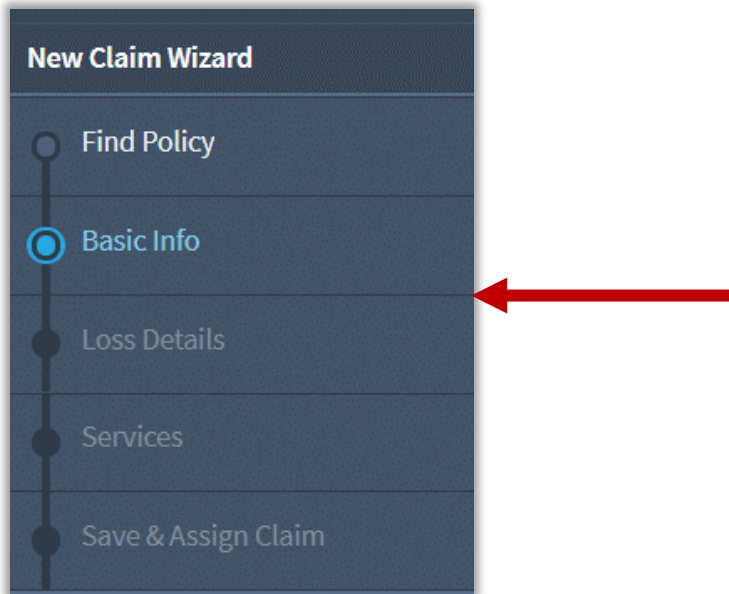 New Claim Wizard
Find Policy
Basic Info
Loss Details
Services
Save & Assign Claim